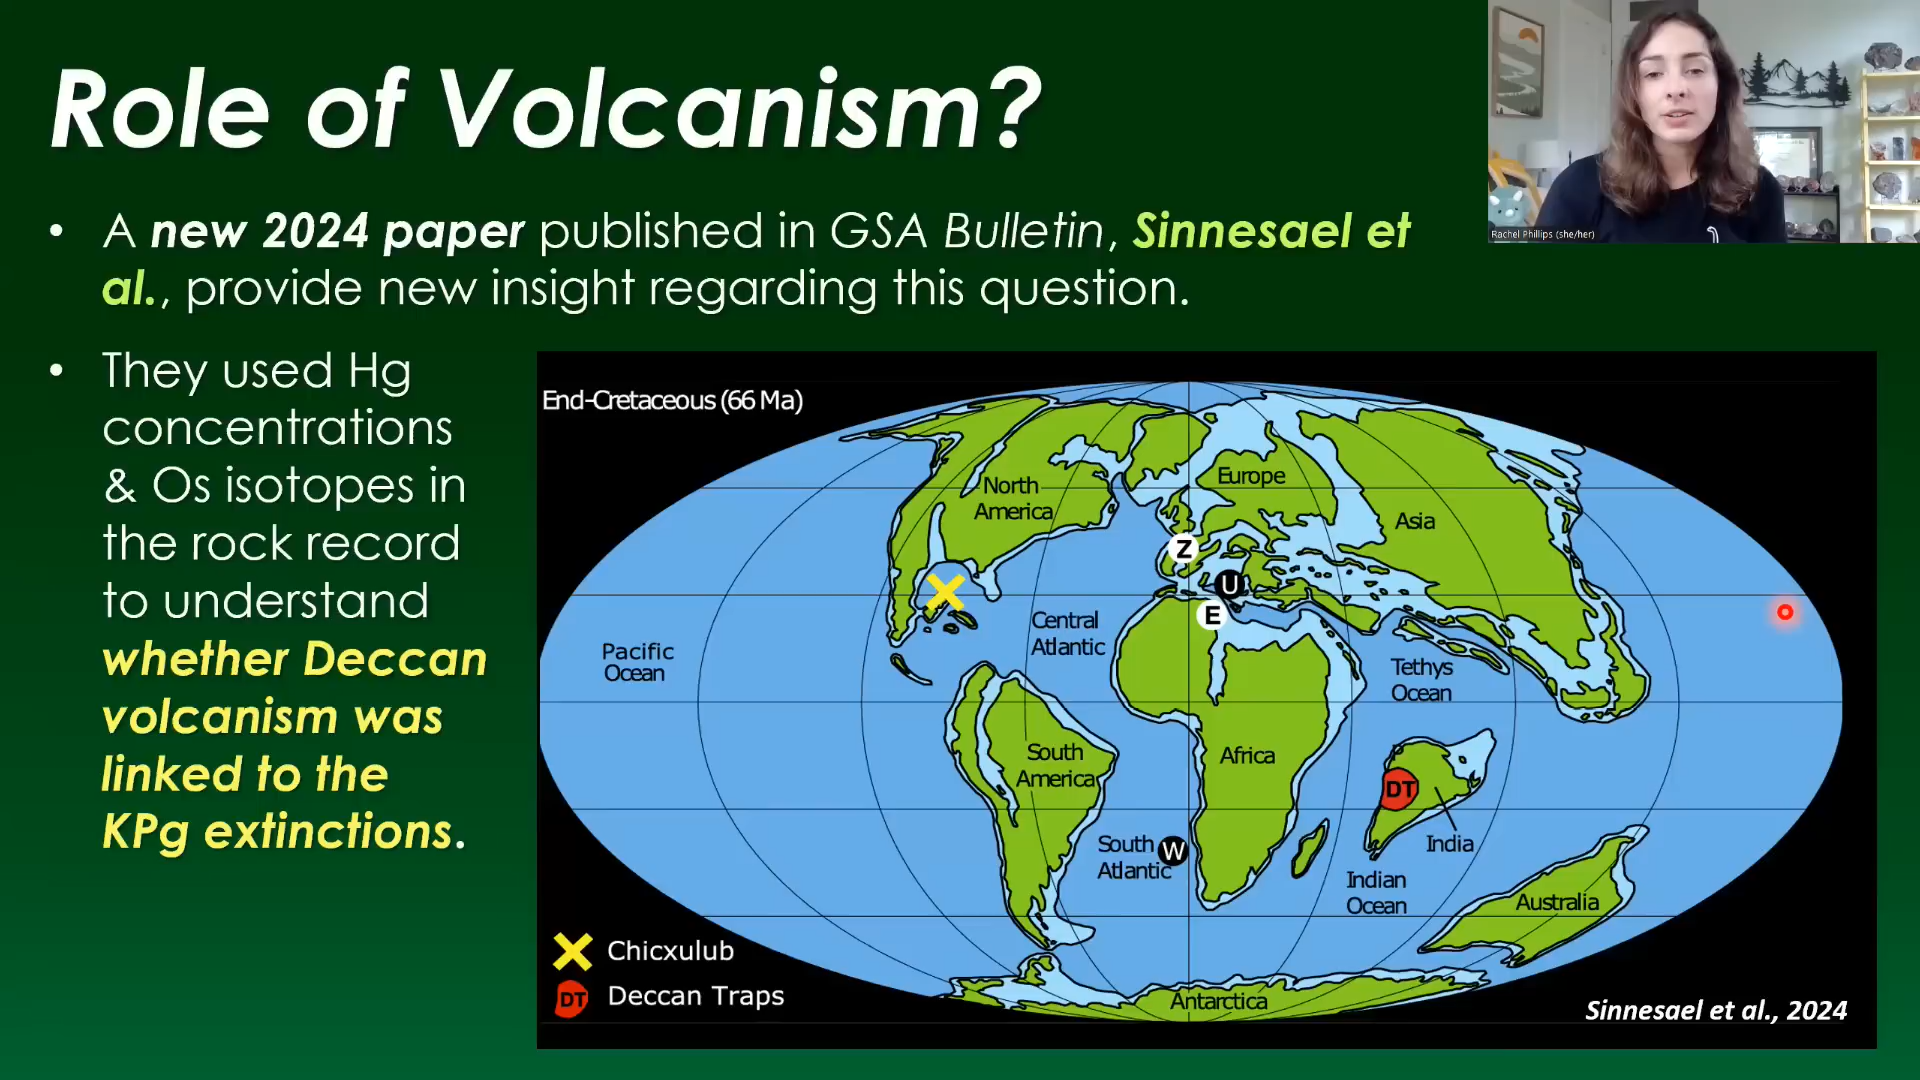 Role of Volcanism?
Rachel Phillips (she/her)
• A new 2024 paper published in GSA Bulletin, Sinnesael et
al., provide new insight regarding this question.
• They used Hg
concentrations
& Os isotopes in
the rock record
to understand
whether Deccan
volcanism was
linked to the
KPg extinctions.
End-Cretaceous (66 Ma)
North
America
Europe
Asia
Z
U
E
Central
Atlantic
Pacific
Ocean
Tethys
Ocean
South
America
Africa
DT
India
South
Atlantic
W
Indian
Ocean
Australia
Antarctica
Chicxulub
DT Deccan Traps
Sinnesael et al., 2024